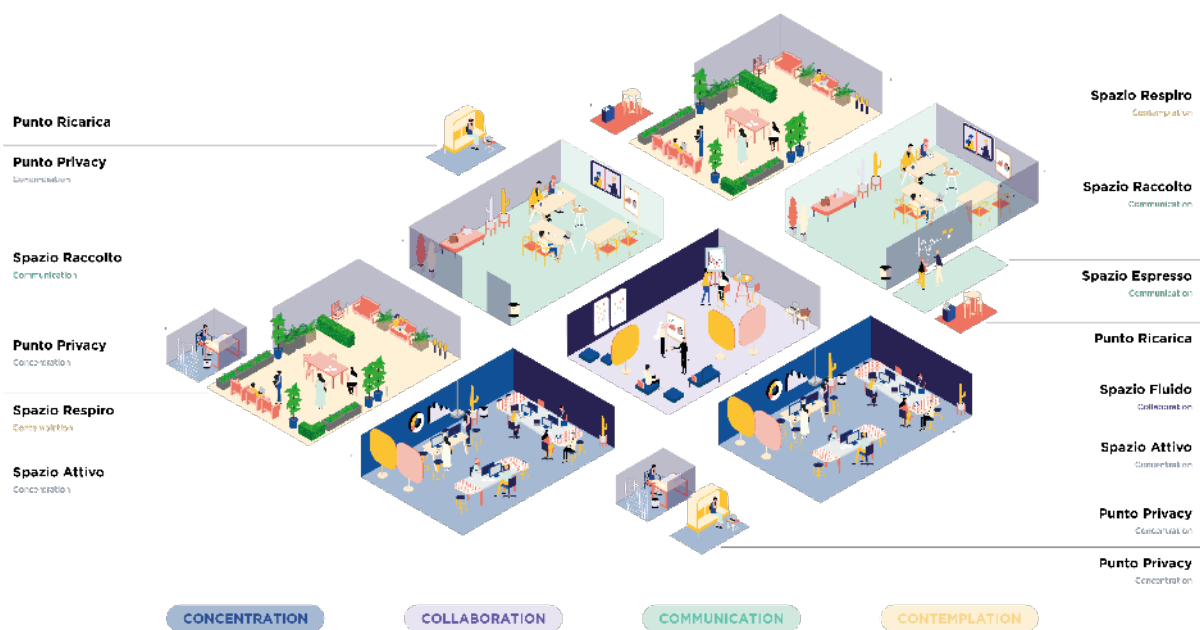 Punto Ricarica
Punto Privacy
Concentration
Spazio Raccolto
Communication
Punto Privacy
Concentration
Spazio Respiro
Contemplation
Spazio Attivo
Concentration
Spazio Respiro
Contemplation
Spazio Raccolto
Communication
Spazio Espresso
Communication
Punto Ricarica
Spazio Fluido
Collaboration
Spazio Attivo
Concentration
Punto Privacy
Concentration
Punto Privacy
Concentration
CONCENTRATION
COLLABORATION
COMMUNICATION
CONTEMPLATION